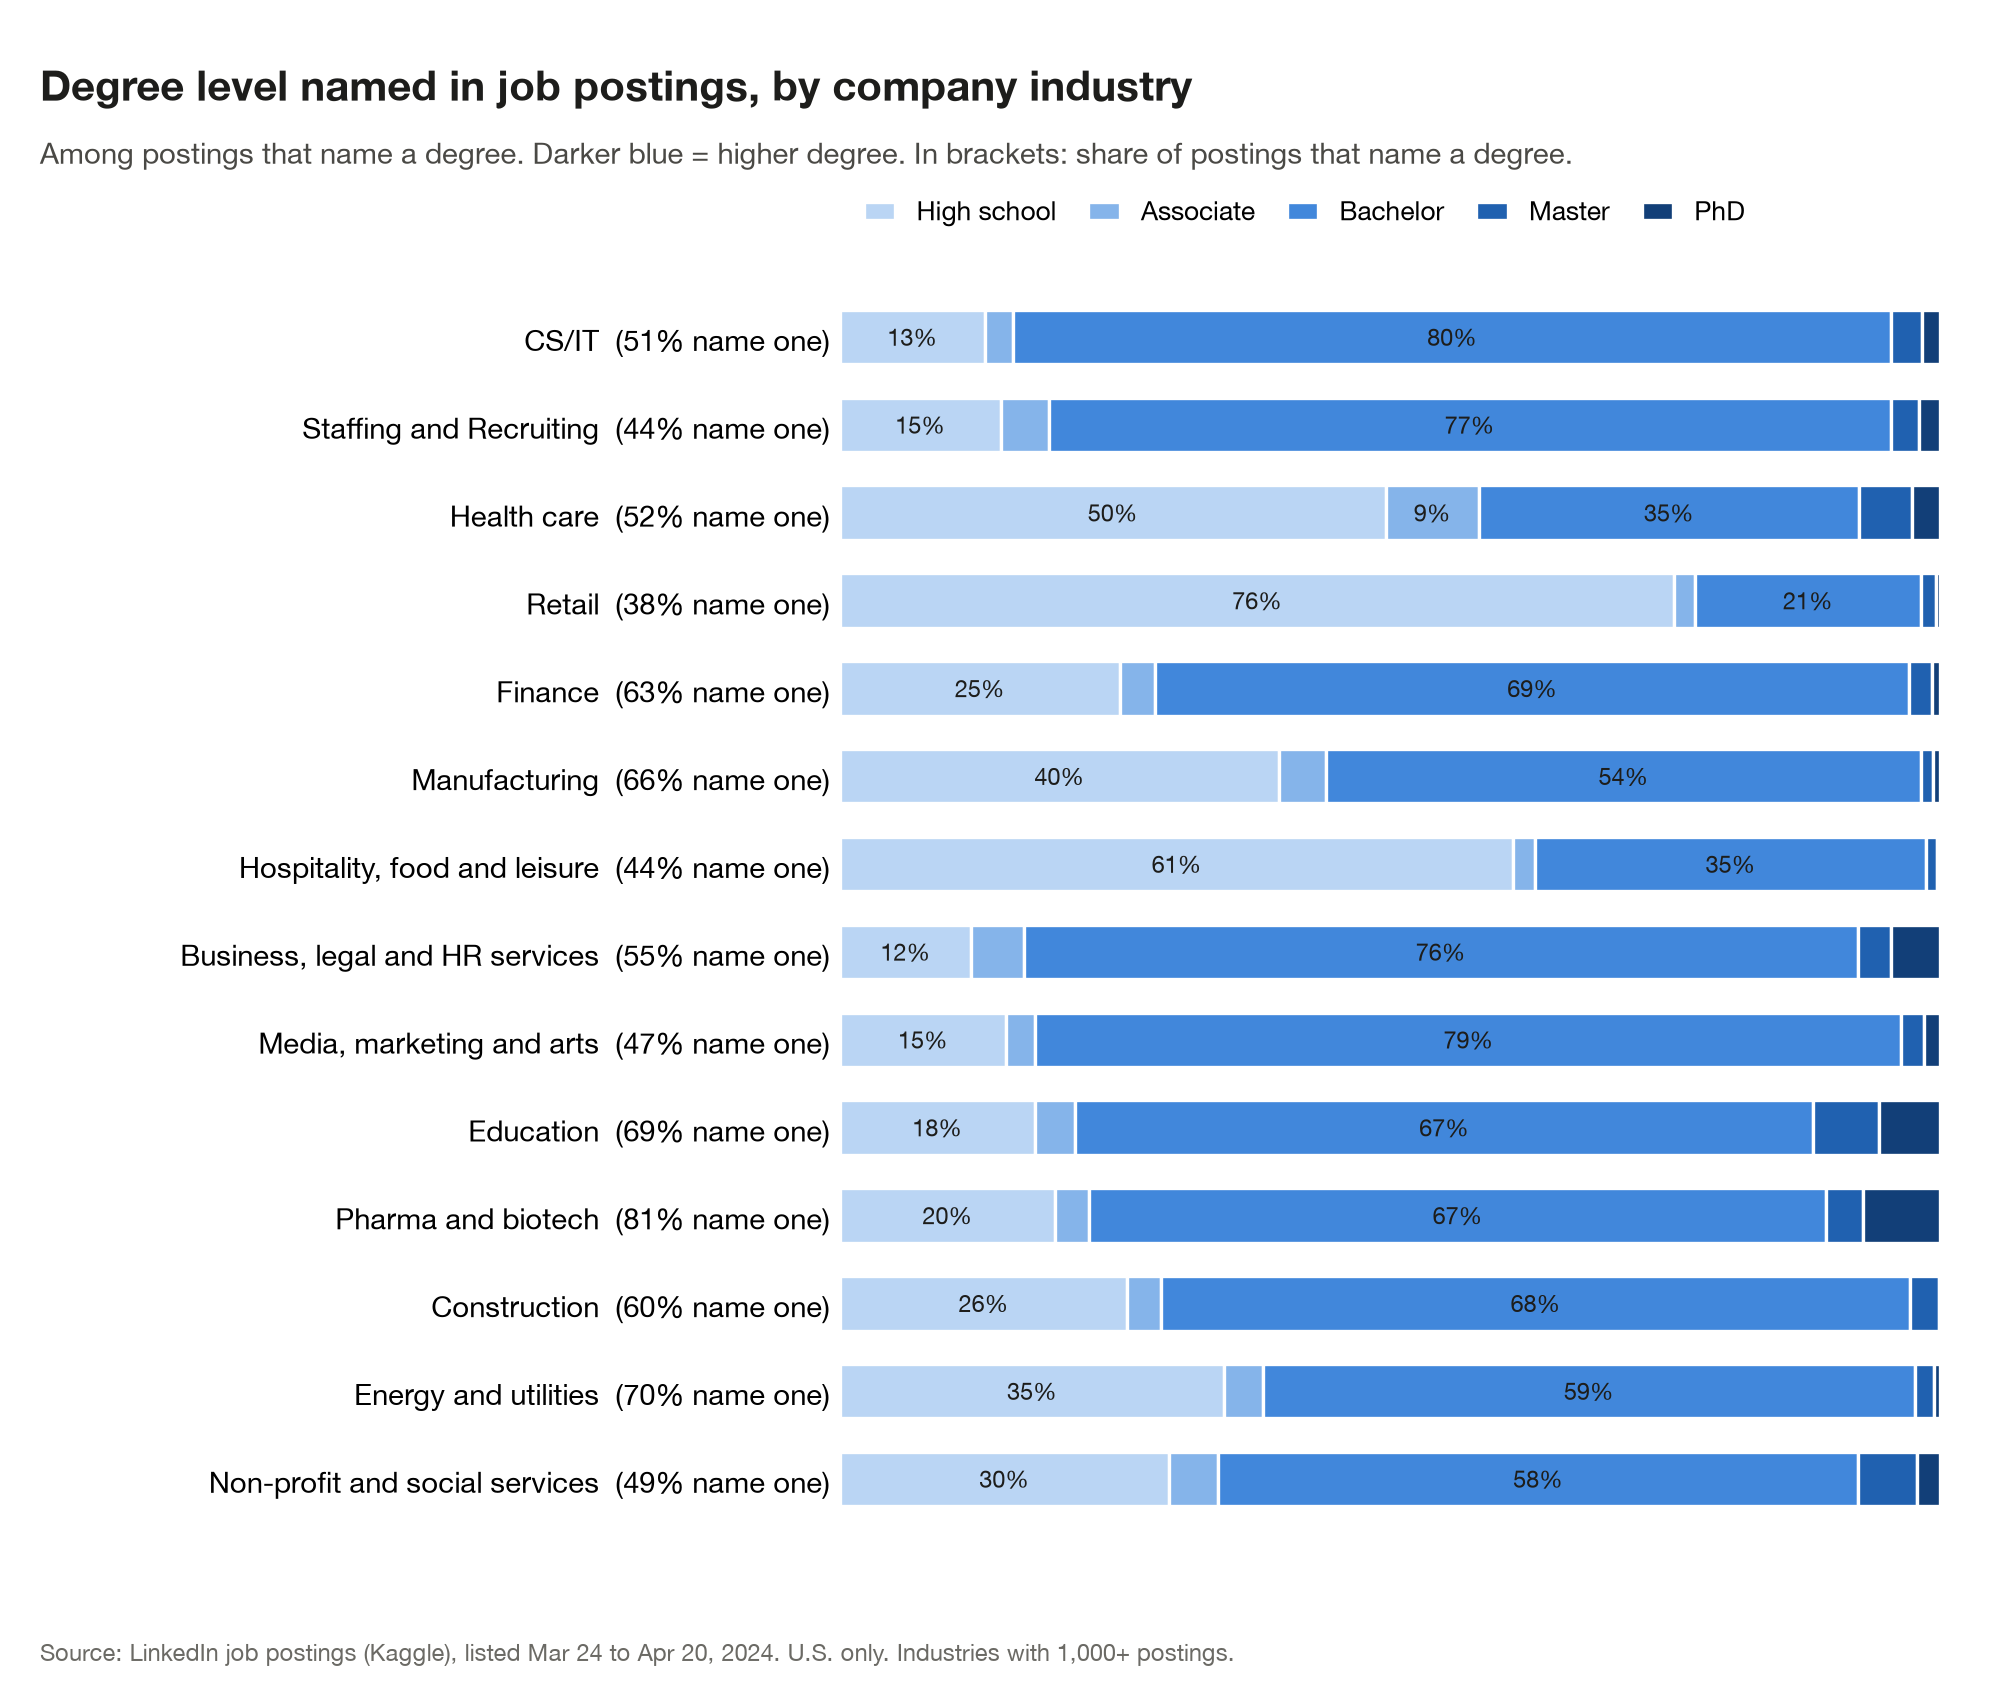 Degree level named in job postings, by company industry
Among postings that name a degree. Darker blue = higher degree. In brackets: share of postings that name a degree.
High school Associate Bachelor Master PhD
CS/IT (51% name one) 13% 80%
Staffing and Recruiting (44% name one) 15% 77%
Health care (52% name one) 50% 9% 35%
Retail (38% name one) 76% 21%
Finance (63% name one) 25% 69%
Manufacturing (66% name one) 40% 54%
Hospitality, food and leisure (44% name one) 61% 35%
Business, legal and HR services (55% name one) 12% 76%
Media, marketing and arts (47% name one) 15% 79%
Education (69% name one) 18% 67%
Pharma and biotech (81% name one) 20% 67%
Construction (60% name one) 26% 68%
Energy and utilities (70% name one) 35% 59%
Non-profit and social services (49% name one) 30% 58%
Source: LinkedIn job postings (Kaggle), listed Mar 24 to Apr 20, 2024. U.S. only. Industries with 1,000+ postings.